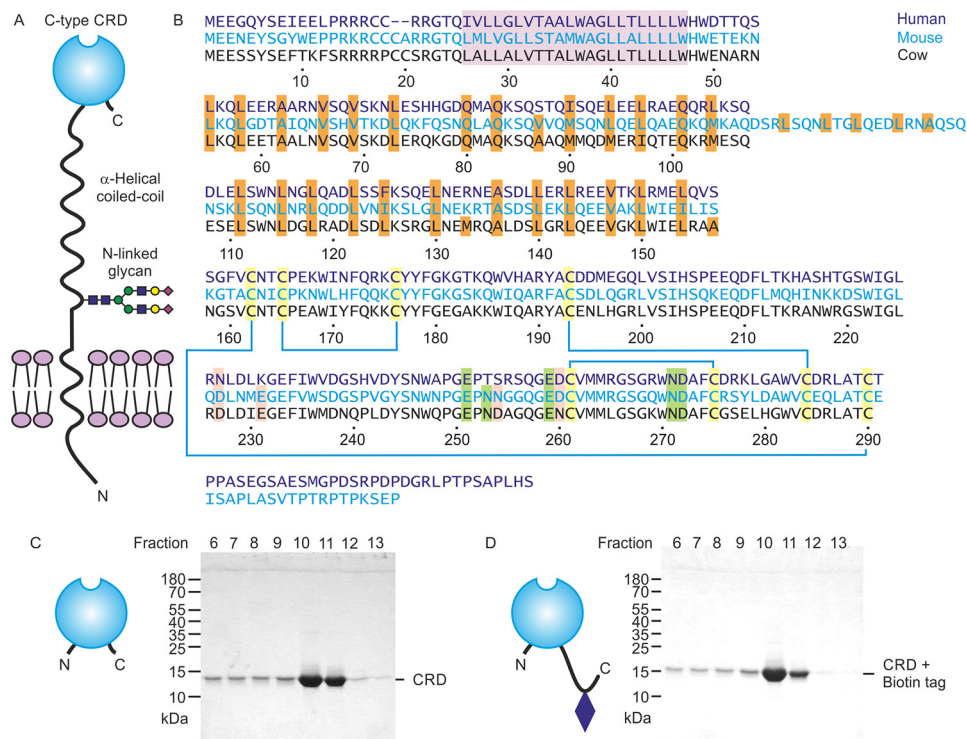 A
C-type CRD
C
α-Helical
coiled-coil
N-linked
glycan
N
B
MEEGQYSEIEELPRRRCC--RRGTQIVLLGLVTAALWAGLLTLLLLWHWDTTQS Human
MEENEYSGYWEPPRKRCCCARRGTQLMLVGLLSTAMWAGLLALLLLWHWETEKN Mouse
MEESSYSEFTKFSRRRRPCCSRGTQLALLALVTTALWAGLLTLLLLWHWENARN Cow
10 20 30 40 50
LKQLEERAARNVSQVSKNLESHHGDQMAQKSQSTQISQELEELRAEQQRLKSQ
LKQLGDTAIQNVSHVTKDLQKFQSNQLAQKSQVVQMSQNLQELQAEQKQMKAQDSRLSQNLTGLQEDLRNAQSQ
LKQLEETAALNVSQVSKDLERQKGDQMAQKSQAAQMMQDMERIQTEQKRMESQ
60 70 80 90 100
DLELSWNLNGLQADLSSFKSQELNERNEASDLLERLREEVTKLRMELQVS
NSKLSQNLNRLQDDLVNIKSLGLNEKRTASDSLEKLQEEVAKLWIEILIS
ESELSWNLDGLRADLSDLKSRGLNEMRQALDSLGRLQEEVGKLWIELRAA
110 120 130 140 150
SGFVCNTCPEKWINFQRKCYYFGKGTKQWVHARYACDDMEGQLVSIHSPEEQDFLTKHASHTGSWIGL
KGTACNICPKNWLHFQQKCYYFGKGSKQWIQARFACSDLQGRLVSIHSQKEQDFLMQHINKKDSWIGL
NGSVCNTCPEAWIYFQKKCYYFGEGAKKWIQARYACENLHGRLVSIHSPEEQDFLTKRANWRGSWIGL
160 170 180 190 200 210 220
RNLDLKGEFIWVDGSHVDYSNWAPGEPTSRSQGEDCVMMRGSGRWNDAFCDRKLGAWVCDRLATCT
QDLNMEGEFVWSDGSPVGYSNWNPGEPNNGGQGEDCVMMRGSGQWNDAFCRSYLDAWVCEQLATCE
RDLDIEGEFIWMDNQPLDYSNWQPGEPNDAGQGENCVMMLGSGKWNDAFCGSELHGWVCDRLATC
230 240 250 260 270 280 290
PPASEGSAESMGPDSRPDPDGRLPTPSAPLHS
ISAPLASVTPTRPTPKSEP
C
N
C
Fraction 6 7 8 9 10 11 12 13
180
70
55
40
35
25
15
10
kDa
CRD
D
N
C
Fraction 6 7 8 9 10 11 12 13
180
70
55
40
35
25
15
10
kDa
CRD +
Biotin tag